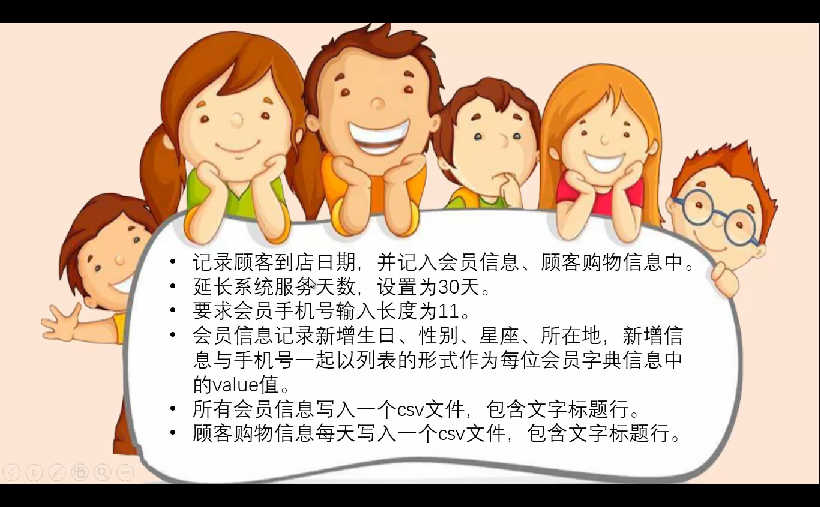 • 记录顾客到店日期，并记入会员信息、顾客购物信息中。
• 延长系统服务天数，设置为30天。
• 要求会员手机号输入长度为11。
• 会员信息记录新增生日、性别、星座、所在地，新增信
息与手机号一起以列表的形式作为每位会员字典信息中
的value值。
• 所有会员信息写入一个csv文件，包含文字标题行。
• 顾客购物信息每天写入一个csv文件，包含文字标题行。